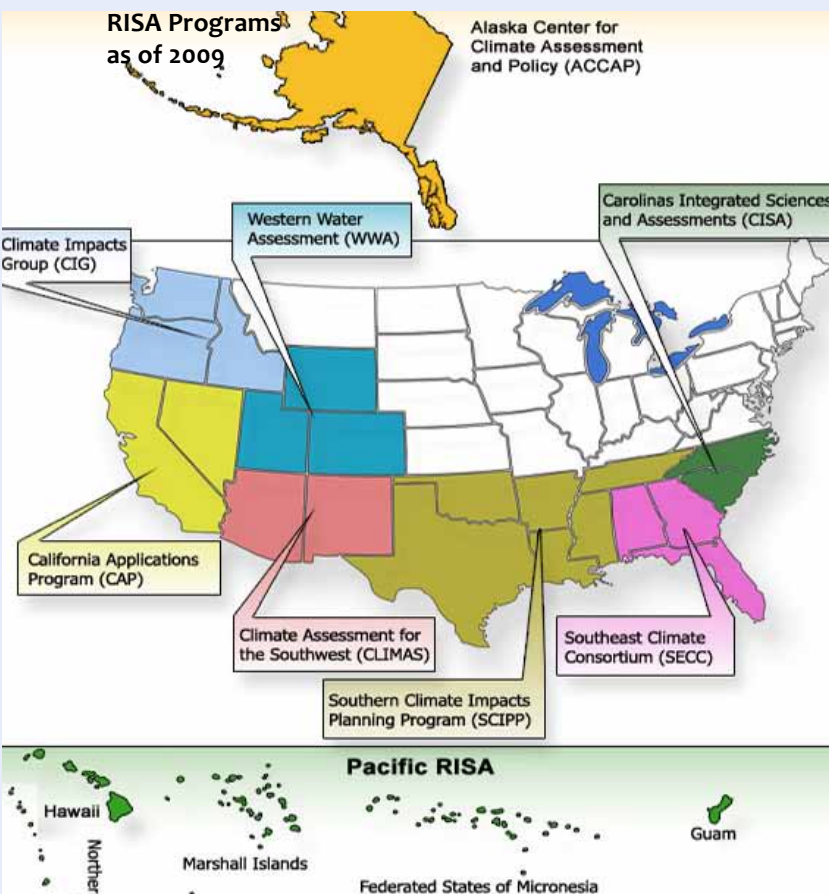 RISA Programs
as of 2009
Alaska Center for
Climate Assessment
and Policy (ACCAP)
Carolinas Integrated Sciences
and Assessments (CISA)
Western Water
Assessment (WWA)
Climate Impacts
Group (CIG)
California Applications
Program (CAP)
Climate Assessment for
the Southwest (CLIMAS)
Southeast Climate
Consortium (SECC)
Southern Climate Impacts
Planning Program (SCIPP)
Pacific RISA
Hawaii
Guam
Norther
Marshall Islands
Federated States of Micronesia